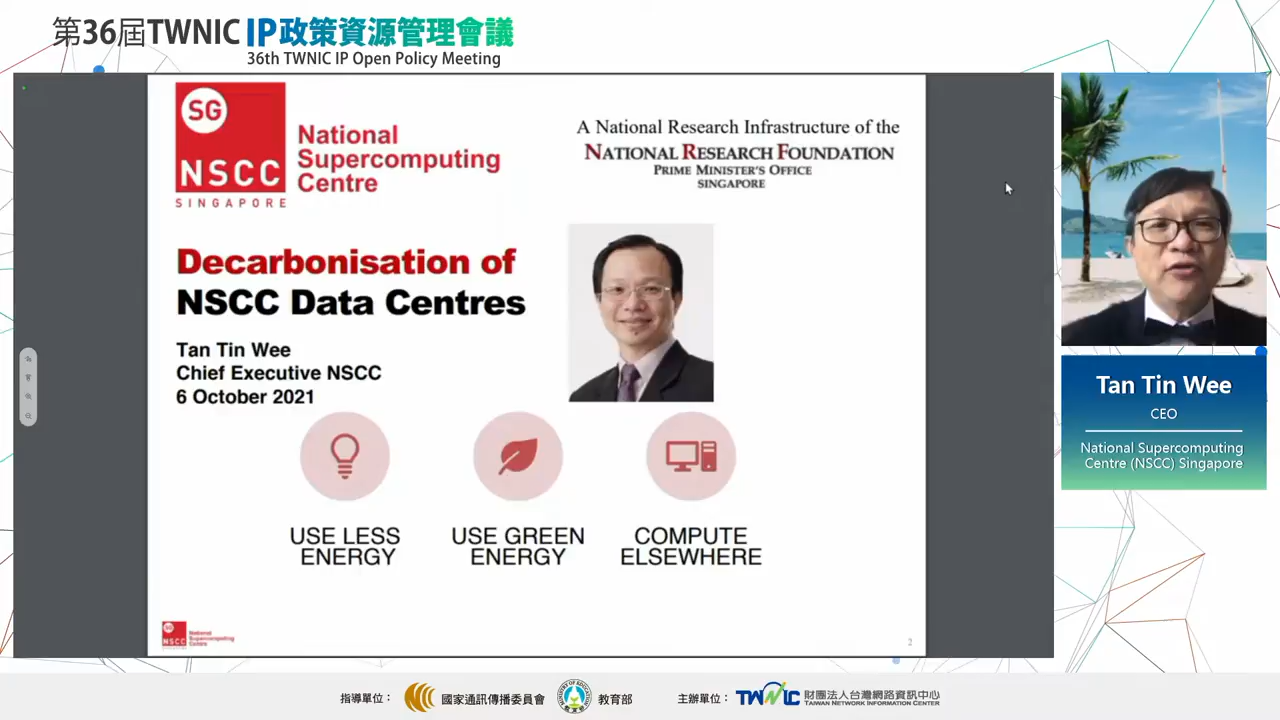 第36屆TWNIC IP政策資源管理會議
36th TWNIC IP Open Policy Meeting
SG
NSCC
SINGAPORE
National
Supercomputing
Centre
A National Research Infrastructure of the
NATIONAL RESEARCH FOUNDATION
PRIME MINISTER'S OFFICE
SINGAPORE
Decarbonisation of
NSCC Data Centres
Tan Tin Wee
Chief Executive NSCC
6 October 2021
USE LESS
ENERGY
USE GREEN
ENERGY
COMPUTE
ELSEWHERE
SG
NSCC
National
Supercomputing
Centre
2
Tan Tin Wee
CEO
National Supercomputing
Centre (NSCC) Singapore
指導單位：
國家通訊傳播委員會
教育部
主辦單位：
TWNIC
財團法人台灣網路資訊中心
TAIWAN NETWORK INFORMATION CENTER